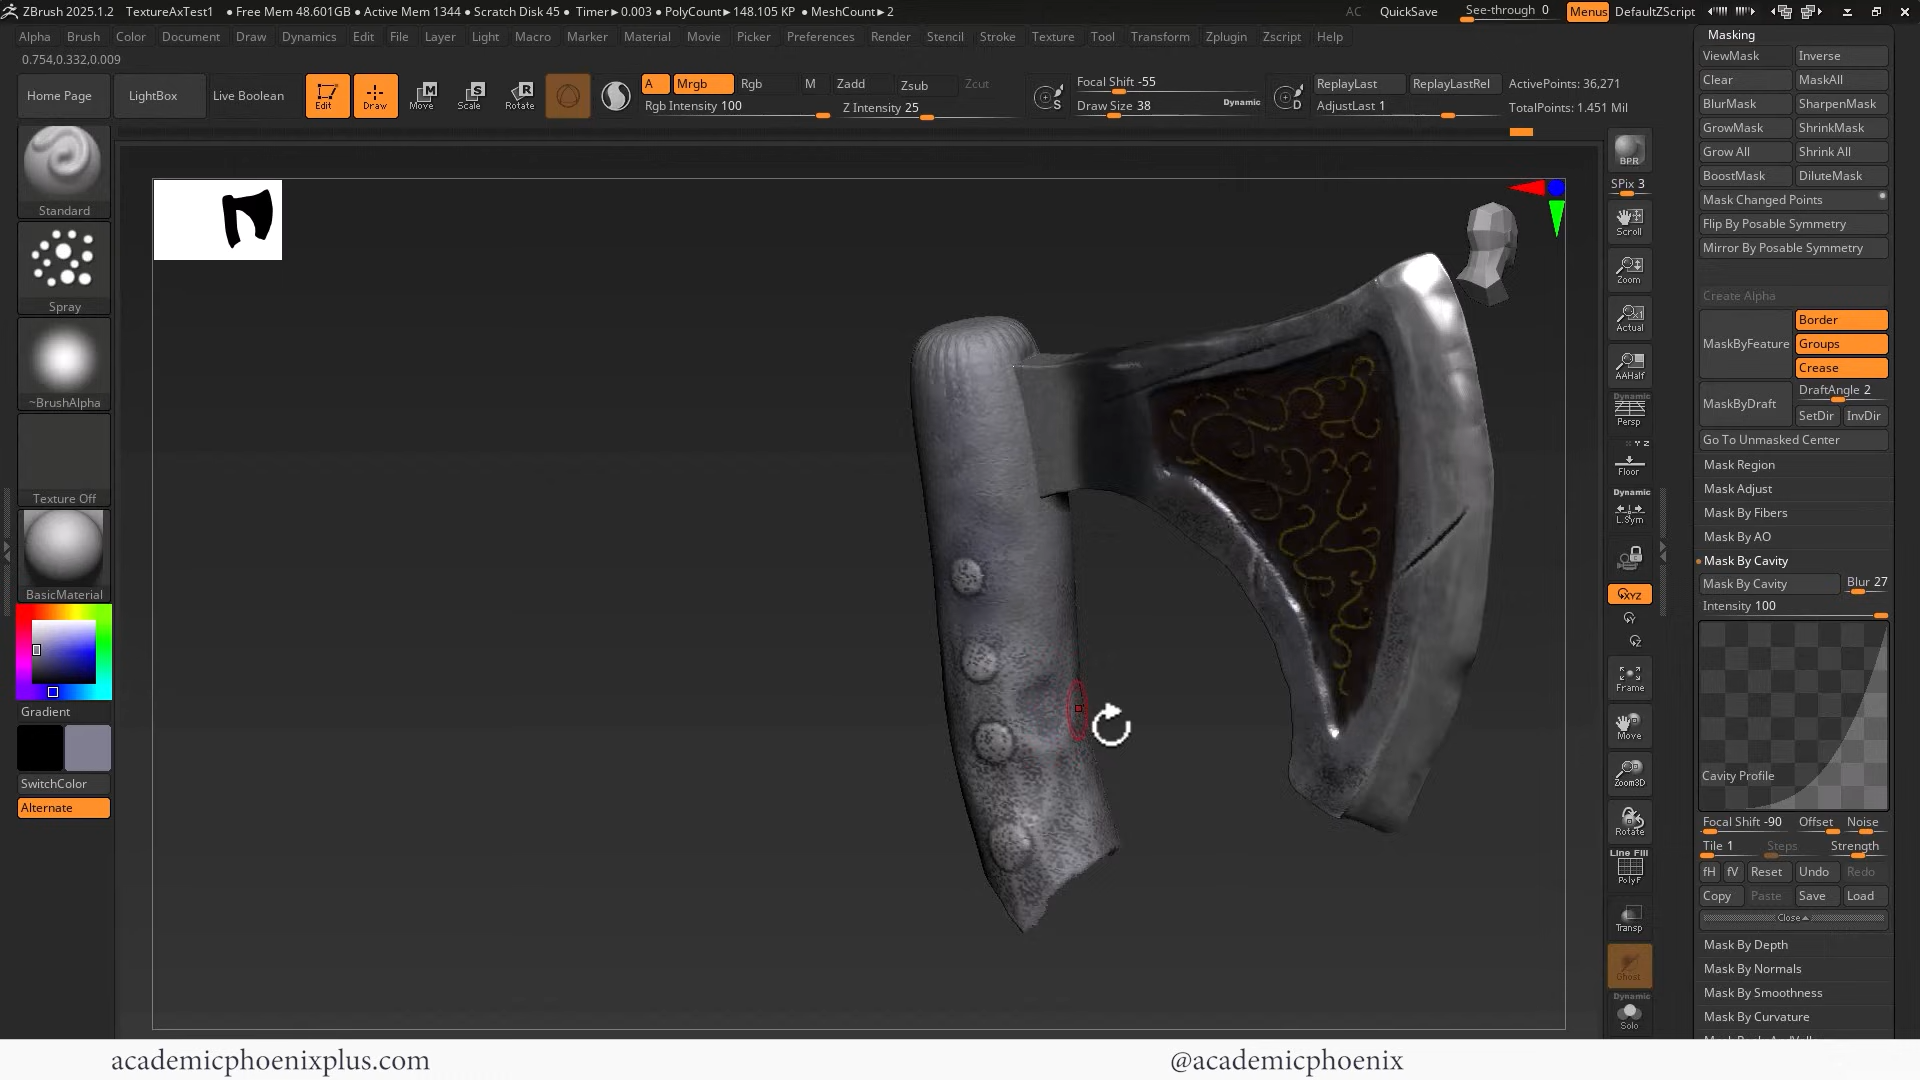 ZBrush 2025.1.2 TextureAxTest1 ● Free Mem 48.601GB ● Active Mem 1344 ● Scratch Disk 45 ● Timer▶0.003 ● PolyCount▶148.105 KP ● MeshCount▶2 AC QuickSave See-through 0 Menus DefaultZScript
Alpha Brush Color Document Draw Dynamics Edit File Layer Light Macro Marker Material Movie Picker Preferences Render Stencil Stroke Texture Tool Transform Zplugin Zscript Help
0.754,0.332,0.009
Home Page LightBox Live Boolean Edit Draw Move Scale Rotate
A Mrgb Rgb M Zadd Zsub Zcut
Rgb Intensity 100 Z Intensity 25
Focal Shift -55
Draw Size 38 Dynamic
ReplayLast ReplayLastRel ActivePoints: 36,271
AdjustLast 1 TotalPoints: 1.451 Mil
Standard
Spray
~BrushAlpha
Texture Off
BasicMaterial
Gradient
SwitchColor
Alternate
BPR
SPix 3
Scroll
Zoom
Actual
AAHalf
Dynamic
Persp
X Y Z
Floor
Dynamic
L.Sym
XYZ
Y
Z
Frame
Move
Zoom3D
Rotate
Line Fill
PolyF
Transp
Ghost
Dynamic
Solo
Masking
ViewMask Inverse
Clear MaskAll
BlurMask SharpenMask
GrowMask ShrinkMask
Grow All Shrink All
BoostMask DiluteMask
Mask Changed Points
Flip By Posable Symmetry
Mirror By Posable Symmetry
Create Alpha
MaskByFeature Border
Groups
Crease
MaskByDraft DraftAngle 2
SetDir InvDir
Go To Unmasked Center
Mask Region
Mask Adjust
Mask By Fibers
Mask By AO
Mask By Cavity
Mask By Cavity Blur 27
Intensity 100
Cavity Profile
Focal Shift -90 Offset Noise
Tile 1 Steps Strength
fH fV Reset Undo Redo
Copy Paste Save Load
Close
Mask By Depth
Mask By Normals
Mask By Smoothness
Mask By Curvature
academicphoenixplus.com
@academicphoenix